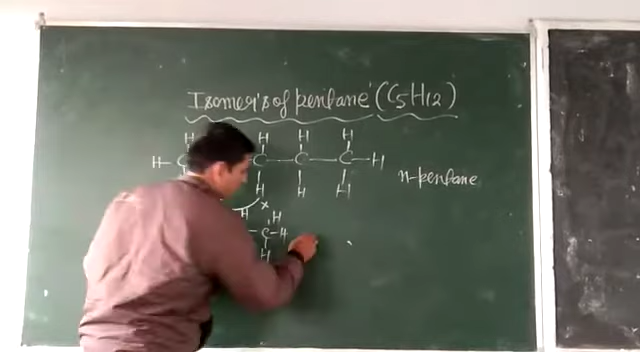 Isomer's of pentane (C5H12)
H H H H
H-C C-C-C-H n-pentane
H H H
x
H H
-C-H
H